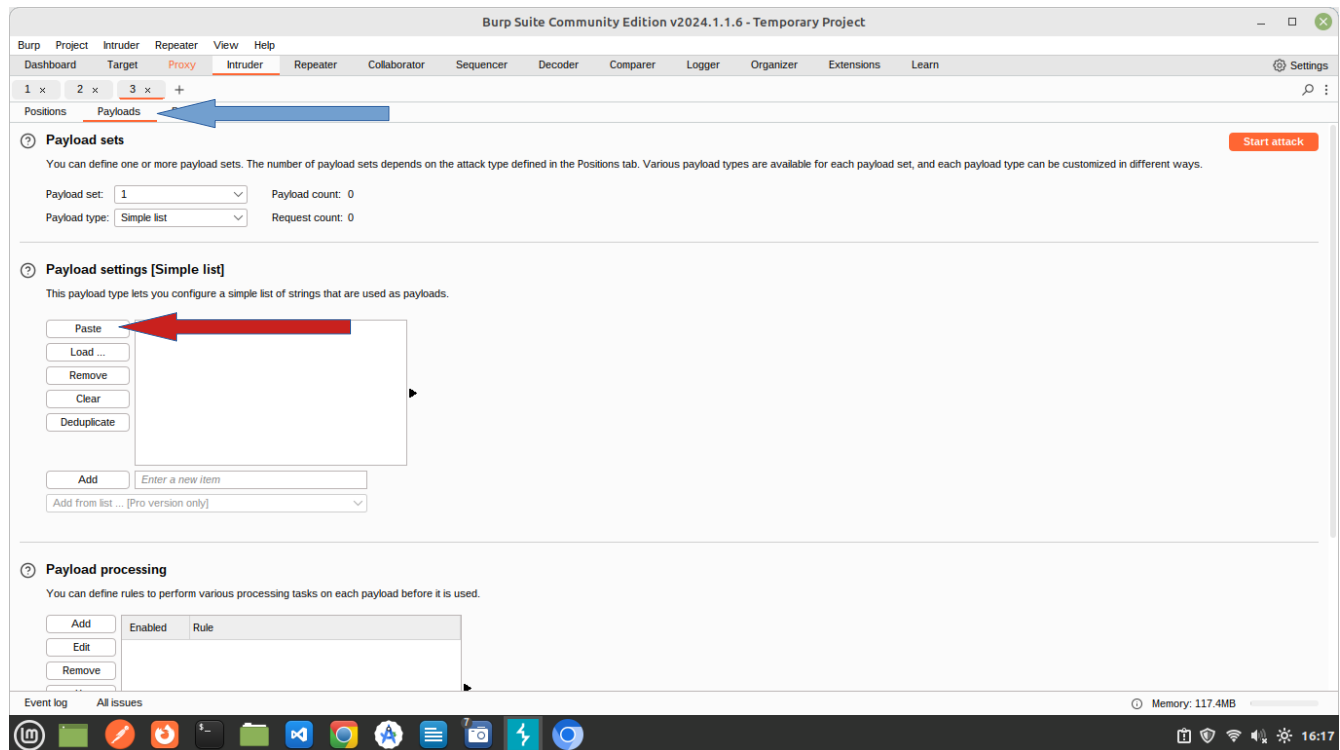 Burp Suite Community Edition v2024.1.1.6 - Temporary Project
Burp Project Intruder Repeater View Help
Dashboard Target Proxy Intruder Repeater Collaborator Sequencer Decoder Comparer Logger Organizer Extensions Learn Settings
1 × 2 × 3 × +
Positions Payloads
Payload sets
Start attack
You can define one or more payload sets. The number of payload sets depends on the attack type defined in the Positions tab. Various payload types are available for each payload set, and each payload type can be customized in different ways.
Payload set: 1 Payload count: 0
Payload type: Simple list Request count: 0
Payload settings [Simple list]
This payload type lets you configure a simple list of strings that are used as payloads.
Paste
Load ...
Remove
Clear
Deduplicate
Add Enter a new item
Add from list ... [Pro version only]
Payload processing
You can define rules to perform various processing tasks on each payload before it is used.
Add Enabled Rule
Edit
Remove
Event log All issues Memory: 117.4MB
7
16:17